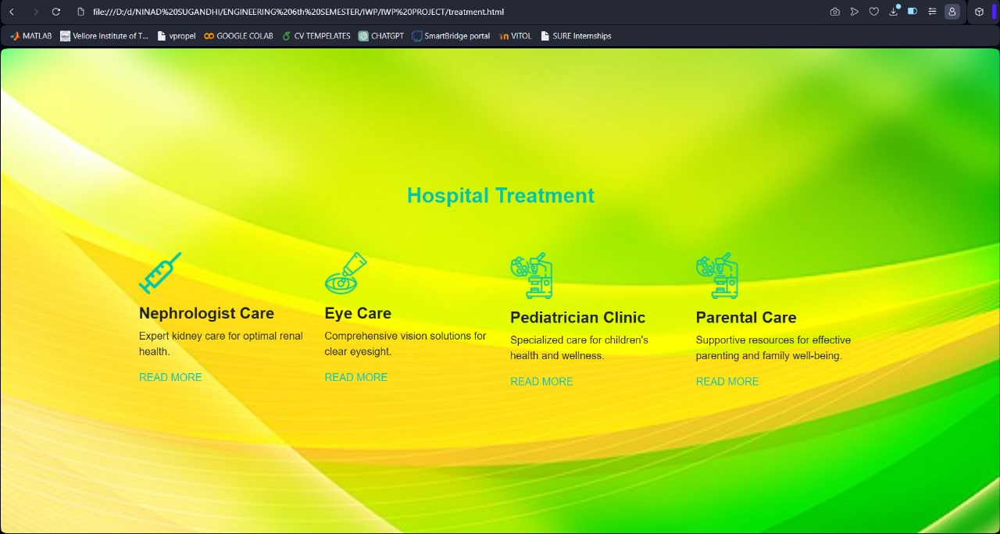 file:///D:/d/NINAD%20SUGANDHI/ENGINEERING%206th%20SEMESTER/IWP/IWP%20PROJECT/treatment.html
MATLAB Vellore Institute of T... vpropel GOOGLE COLAB CV TEMPELATES CHATGPT SmartBridge portal VITOL SURE Internships
Hospital Treatment
Nephrologist Care
Expert kidney care for optimal renal
health.
READ MORE
Eye Care
Comprehensive vision solutions for
clear eyesight.
READ MORE
Pediatrician Clinic
Specialized care for children's
health and wellness.
READ MORE
Parental Care
Supportive resources for effective
parenting and family well-being.
READ MORE